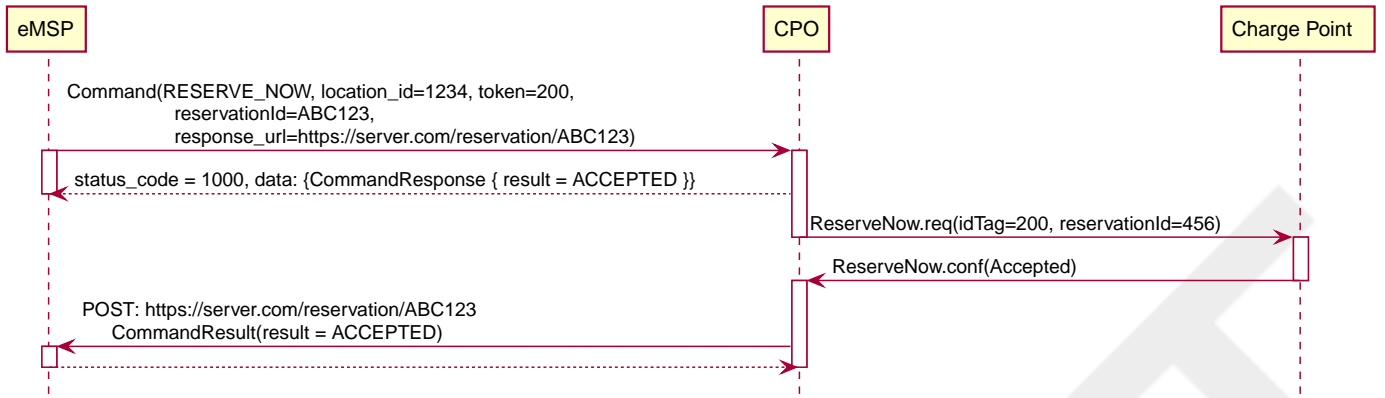 eMSP
CPO
Charge Point
Command(RESERVE_NOW, location_id=1234, token=200,
reservationId=ABC123,
response_url=https://server.com/reservation/ABC123)
status_code = 1000, data: {CommandResponse { result = ACCEPTED }}
ReserveNow.req(idTag=200, reservationId=456)
ReserveNow.conf(Accepted)
POST: https://server.com/reservation/ABC123
CommandResult(result = ACCEPTED)